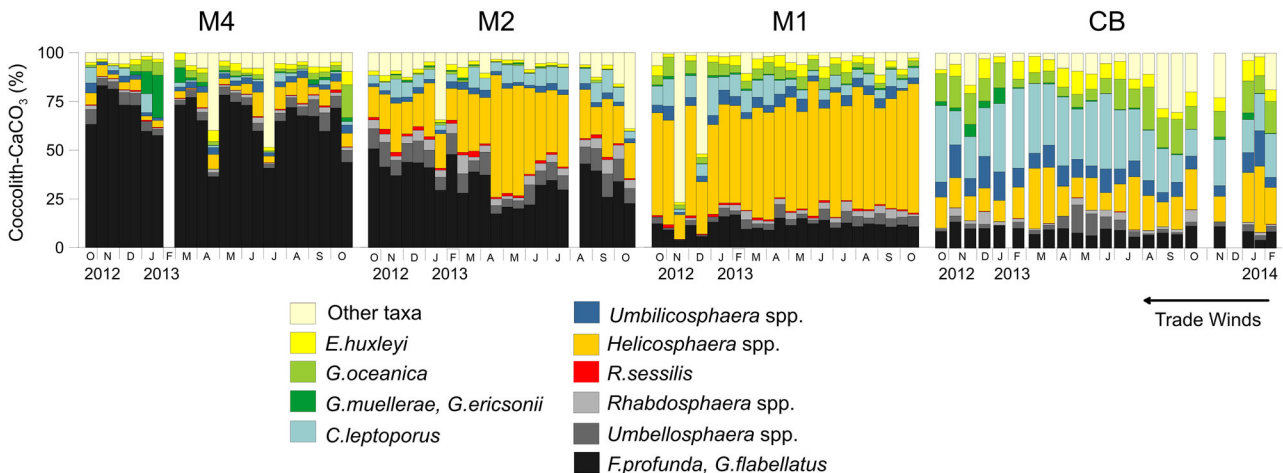 M4 M2 M1 CB
Coccolith-CaCO3 (%)
100
75
50
25
0
O N D J F M A M J J A S O O N D J F M A M J J A S O O N D J F M A M J J A S O O N D J F M A M J J A S O N D J F
2012 2013 2012 2013 2012 2013 2012 2013 2014
Trade Winds
Other taxa
E.huxleyi
G.oceanica
G.muellerae, G.ericsonii
C.leptoporus
Umbilicosphaera spp.
Helicosphaera spp.
R.sessilis
Rhabdosphaera spp.
Umbellosphaera spp.
F.profunda, G.flabellatus